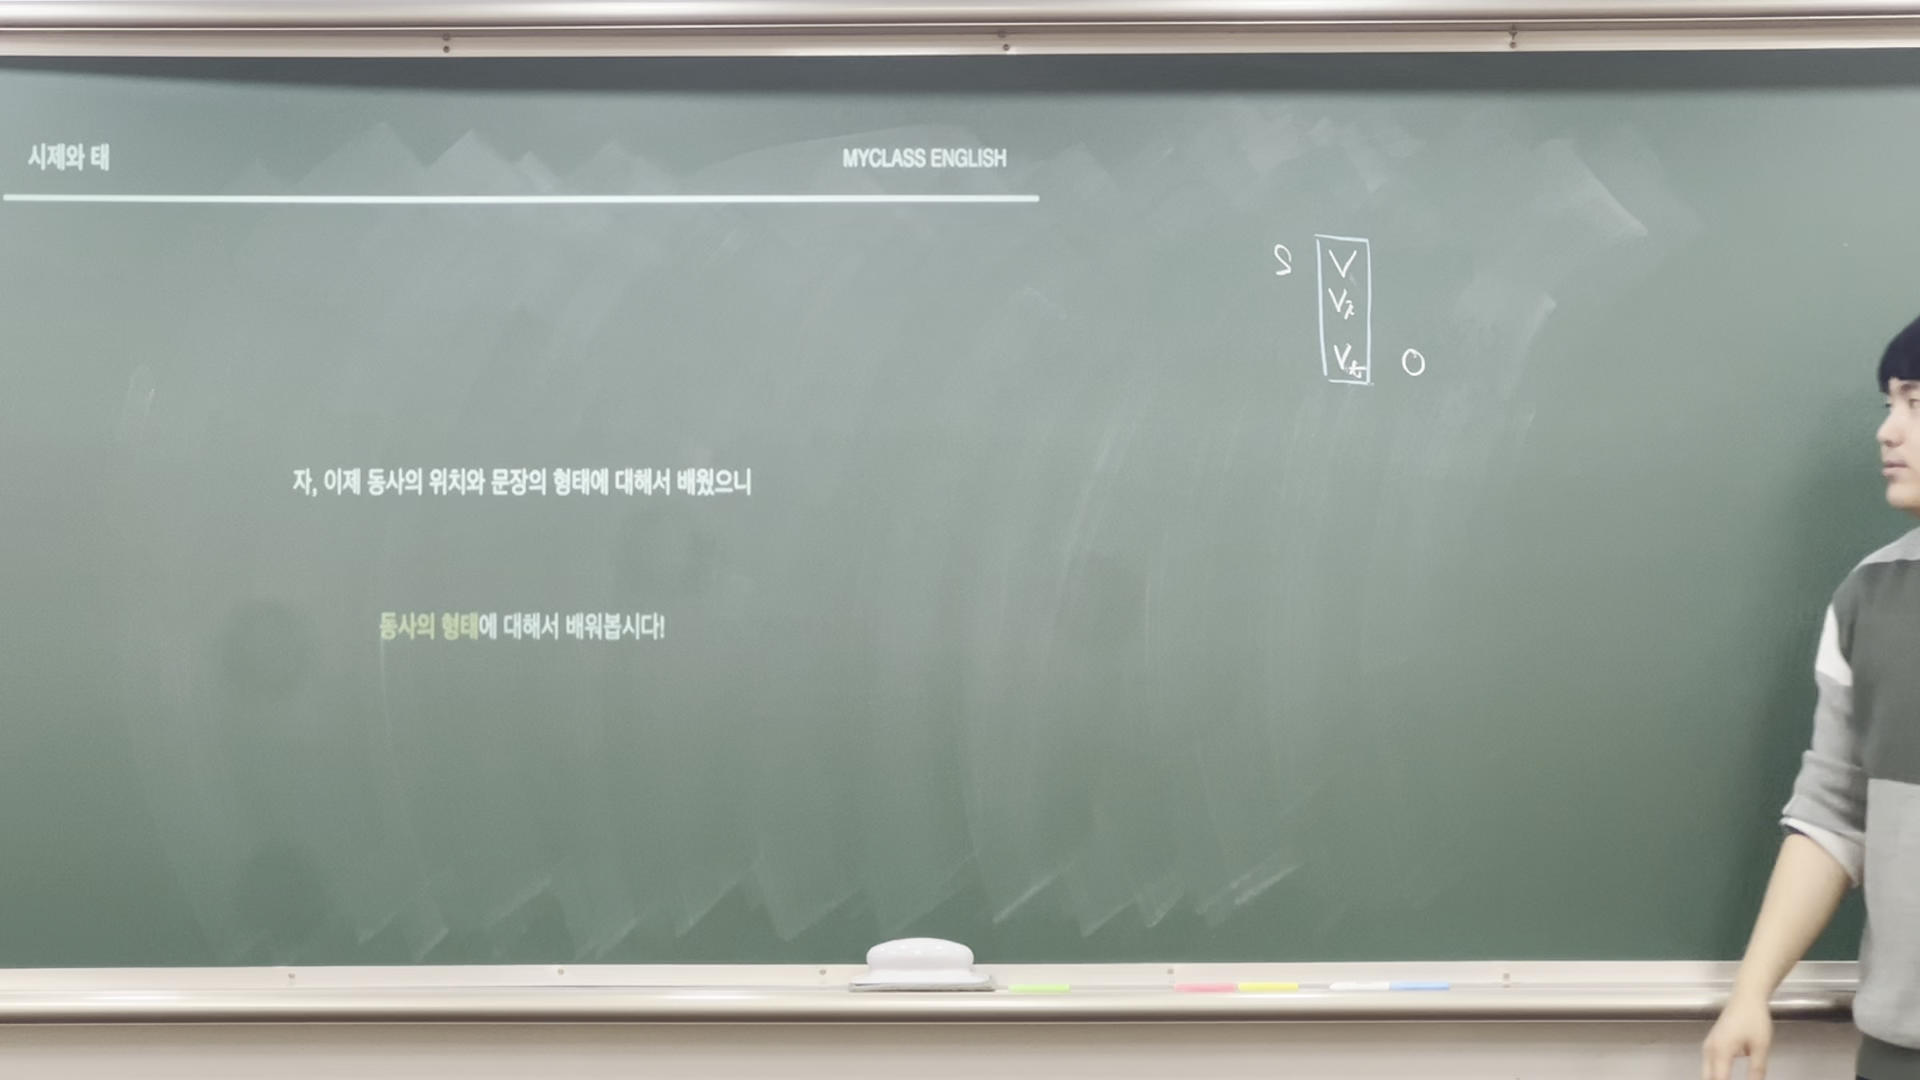 시제와 태
MYCLASS ENGLISH
자, 이제 동사의 위치와 문장의 형태에 대해서 배웠으니
동사의 형태에 대해서 배워봅시다!
S V
V
V O